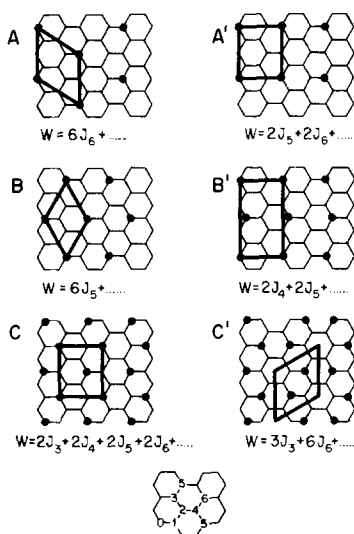 A
A'
W = 6J₆ + .....
W = 2J₅ + 2J₆ + .....
B
B'
W = 6J₅ + ......
W = 2J₄ + 2J₅ + ......
C
C'
W = 2J₃ + 2J₄ + 2J₅ + 2J₆ + .....
W = 3J₃ + 6J₆ + .....
5
3 6
2 4
0 1 5